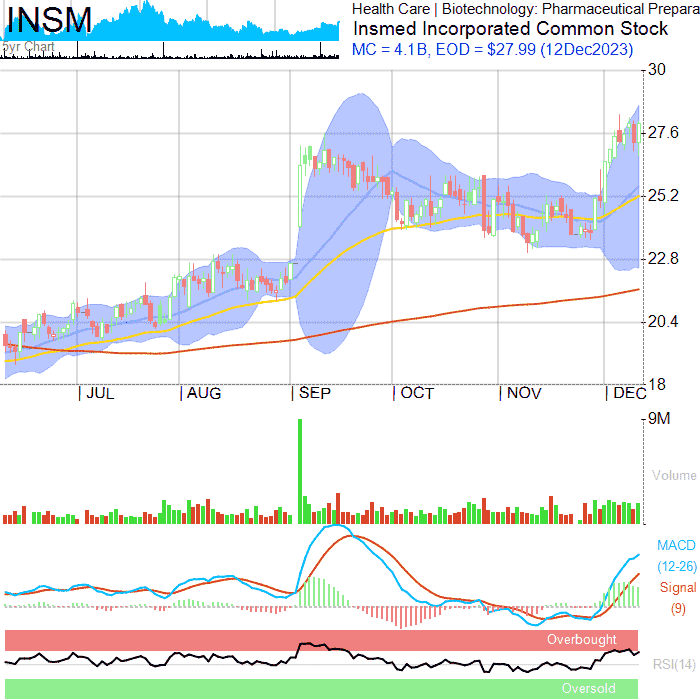 INSM
5yr Chart
Health Care | Biotechnology: Pharmaceutical Prepara
Insmed Incorporated Common Stock
MC = 4.1B, EOD = $27.99 (12Dec2023)
30
27.6
25.2
22.8
20.4
18
JUL AUG SEP OCT NOV DEC
9M
Volume
MACD
(12-26)
Signal
(9)
Overbought
RSI(14)
Oversold